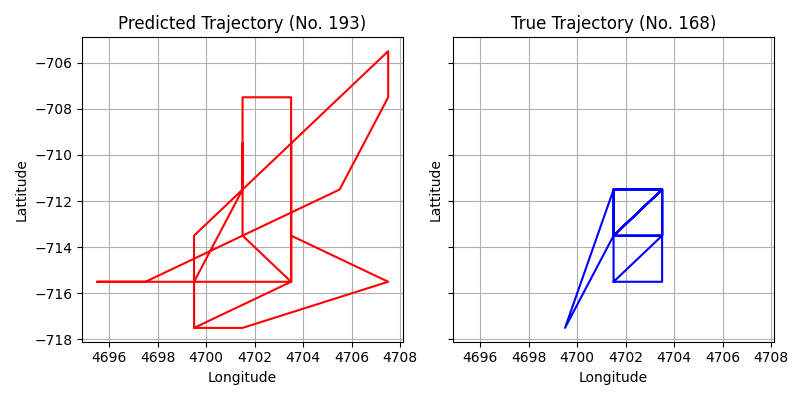 Predicted Trajectory (No. 193)
True Trajectory (No. 168)
−706
−708
−710
−712
−714
−716
−718
Lattitude
Lattitude
4696 4698 4700 4702 4704 4706 4708
4696 4698 4700 4702 4704 4706 4708
Longitude
Longitude